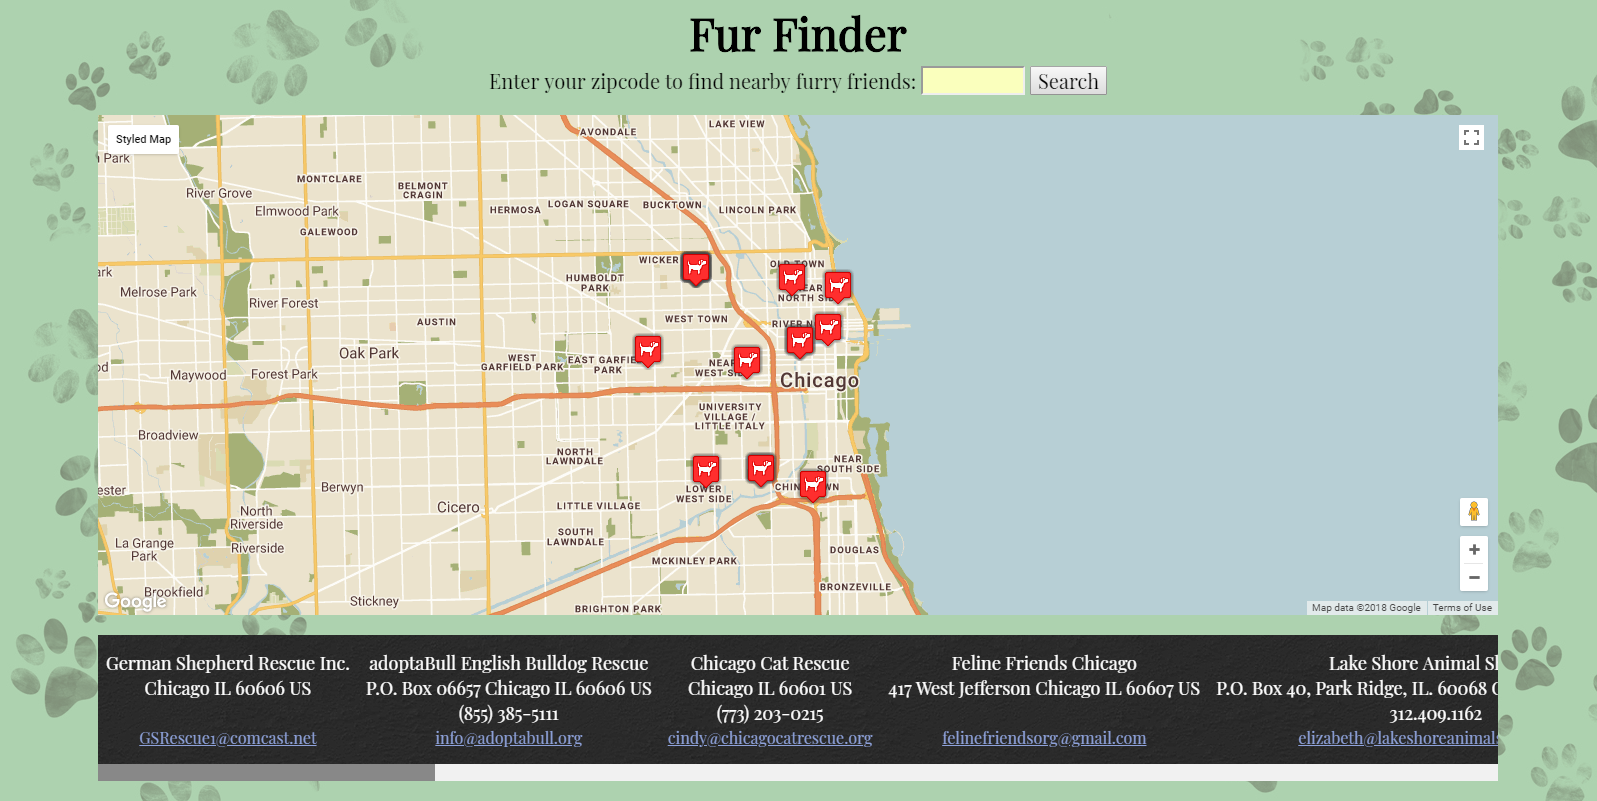 Fur Finder
Enter your zipcode to find nearby furry friends: Search
Styled Map
AVONDALE
LAKE VIEW
Park
MONTCLARE
River Grove
BELMONT
CRAGIN
Elmwood Park
HERMOSA
LOGAN SQUARE
BUCKTOWN
LINCOLN PARK
GALEWOOD
WICKER
OLD TOWN
ark
Melrose Park
River Forest
HUMBOLDT
PARK
NEAR
NORTH SIDE
AUSTIN
WEST TOWN
RIVER N
Oak Park
WEST
GARFIELD PARK
EAST GARFIE
PARK
NEAR
WEST SI
od
Maywood
Forest Park
Chicago
UNIVERSITY
VILLAGE /
LITTLE ITALY
Broadview
NORTH
LAWNDALE
NEAR
SOUTH SIDE
ester
Berwyn
LOWER
WEST SIDE
CHIN
WN
Cicero
LITTLE VILLAGE
North
Riverside
SOUTH
LAWNDALE
La Grange
Park
Riverside
DOUGLAS
MCKINLEY PARK
Brookfield
Stickney
BRONZEVILLE
BRIGHTON PARK
Google
Map data ©2018 Google
Terms of Use
German Shepherd Rescue Inc.
Chicago IL 60606 US
GSRescue1@comcast.net
adoptaBull English Bulldog Rescue
P.O. Box 06657 Chicago IL 60606 US
(855) 385-5111
info@adoptabull.org
Chicago Cat Rescue
Chicago IL 60601 US
(773) 203-0215
cindy@chicagocatrescue.org
Feline Friends Chicago
417 West Jefferson Chicago IL 60607 US
felinefriendsorg@gmail.com
Lake Shore Animal Sl
P.O. Box 40, Park Ridge, IL. 60068 C
312.409.1162
elizabeth@lakeshoreanimals